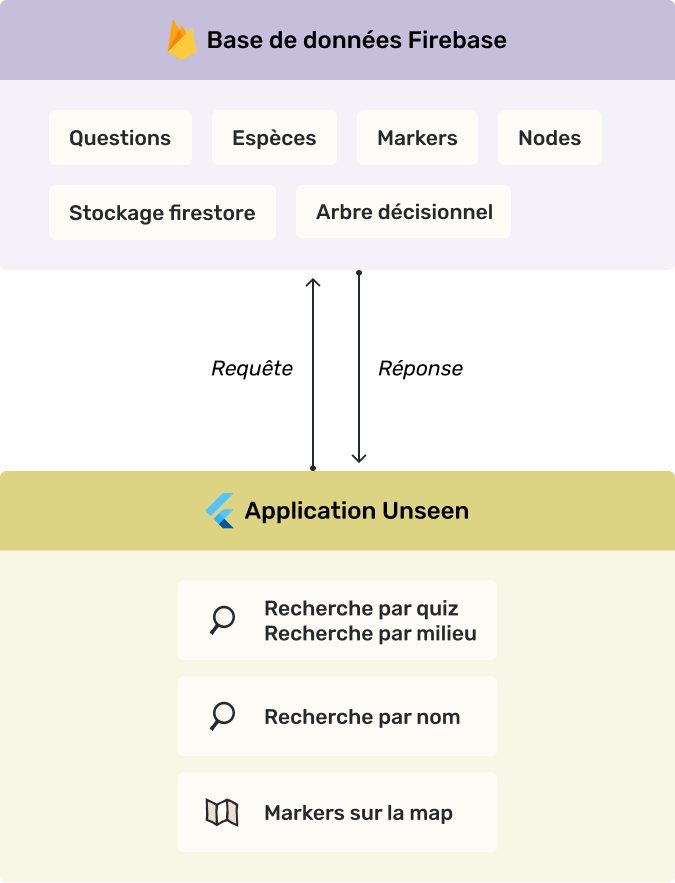 Base de données Firebase
Questions
Espèces
Markers
Nodes
Stockage firestore
Arbre décisionnel
Requête
Réponse
Application Unseen
Recherche par quiz
Recherche par milieu
Recherche par nom
Markers sur la map